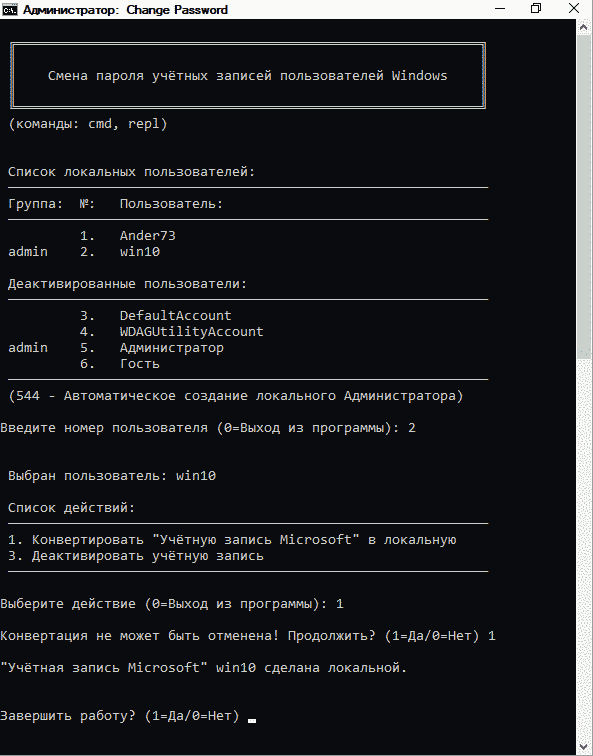 Администратор: Change Password
Смена пароля учётных записей пользователей Windows
(команды: cmd, repl)
Список локальных пользователей:
Группа: №: Пользователь:
1. Ander73
admin 2. win10
Деактивированные пользователи:
3. DefaultAccount
4. WDAGUtilityAccount
admin 5. Администратор
6. Гость
(544 - Автоматическое создание локального Администратора)
Введите номер пользователя (0=Выход из программы): 2
Выбран пользователь: win10
Список действий:
1. Конвертировать "Учётную запись Microsoft" в локальную
3. Деактивировать учётную запись
Выберите действие (0=Выход из программы): 1
Конвертация не может быть отменена! Продолжить? (1=Да/0=Нет) 1
"Учётная запись Microsoft" win10 сделана локальной.
Завершить работу? (1=Да/0=Нет)